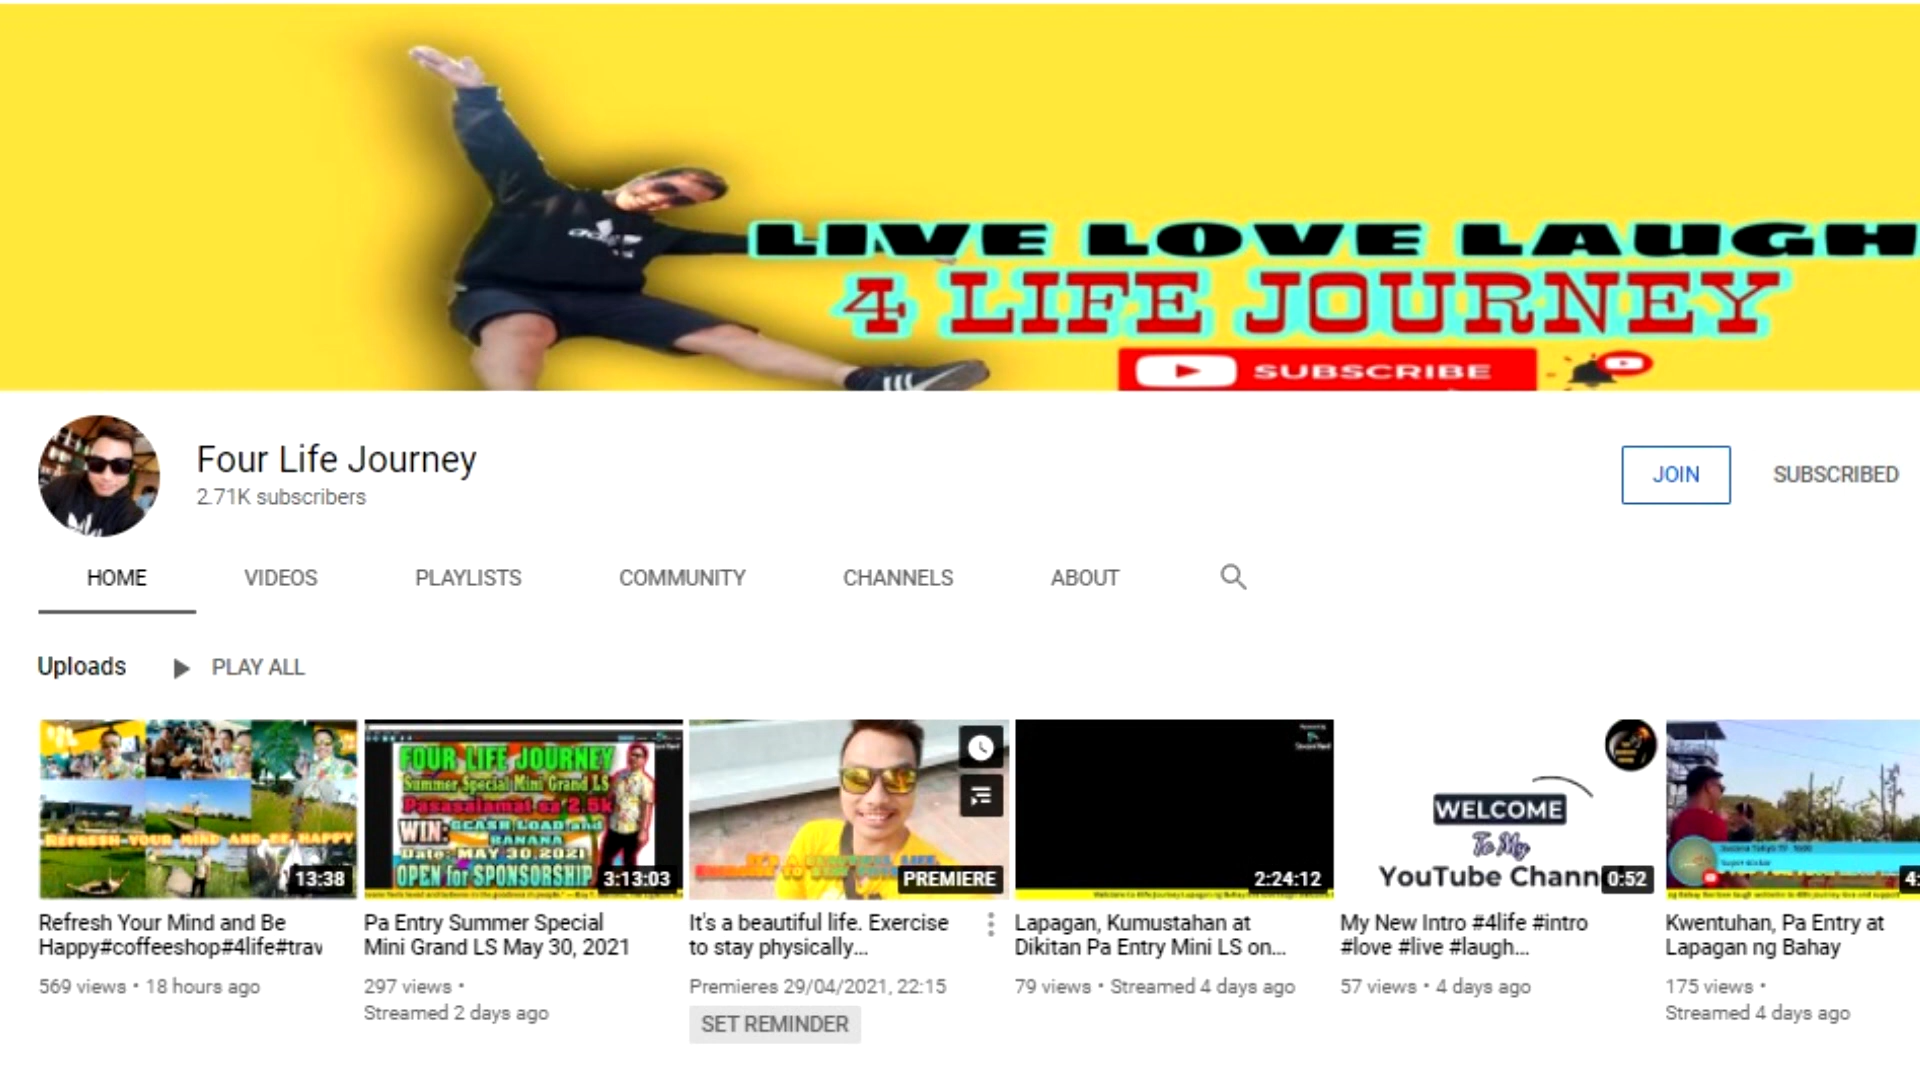 LIVE LOVE LAUGH
4 LIFE JOURNEY
SUBSCRIBE
Four Life Journey
2.71K subscribers
JOIN
SUBSCRIBED
HOME
VIDEOS
PLAYLISTS
COMMUNITY
CHANNELS
ABOUT
Uploads
PLAY ALL
REFRESH YOUR MIND AND BE HAPPY
13:38
FOUR LIFE JOURNEY
Summer Special Mini Grand LS
Pasasalamat sa 2.5k
WIN: GCASH LOAD and
BANANA
Date: MAY 30,2021
OPEN for SPONSORSHIP
3:13:03
PREMIERE
2:24:12
WELCOME
To My
YouTube Chann
0:52
4:
Refresh Your Mind and Be
Happy#coffeeshop#4life#trav
569 views • 18 hours ago
Pa Entry Summer Special
Mini Grand LS May 30, 2021
297 views •
Streamed 2 days ago
It's a beautiful life. Exercise
to stay physically...
Premieres 29/04/2021, 22:15
SET REMINDER
Lapagan, Kumustahan at
Dikitan Pa Entry Mini LS on...
79 views • Streamed 4 days ago
My New Intro #4life #intro
#love #live #laugh...
57 views • 4 days ago
Kwentuhan, Pa Entry at
Lapagan ng Bahay
175 views •
Streamed 4 days ago